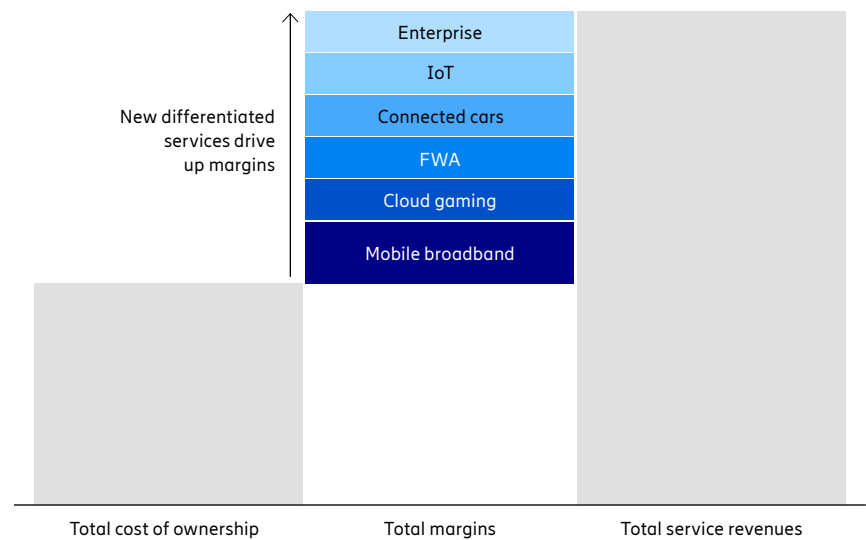 Enterprise
IoT
Connected cars
FWA
Cloud gaming
Mobile broadband
New differentiated
services drive
up margins
Total cost of ownership
Total margins
Total service revenues